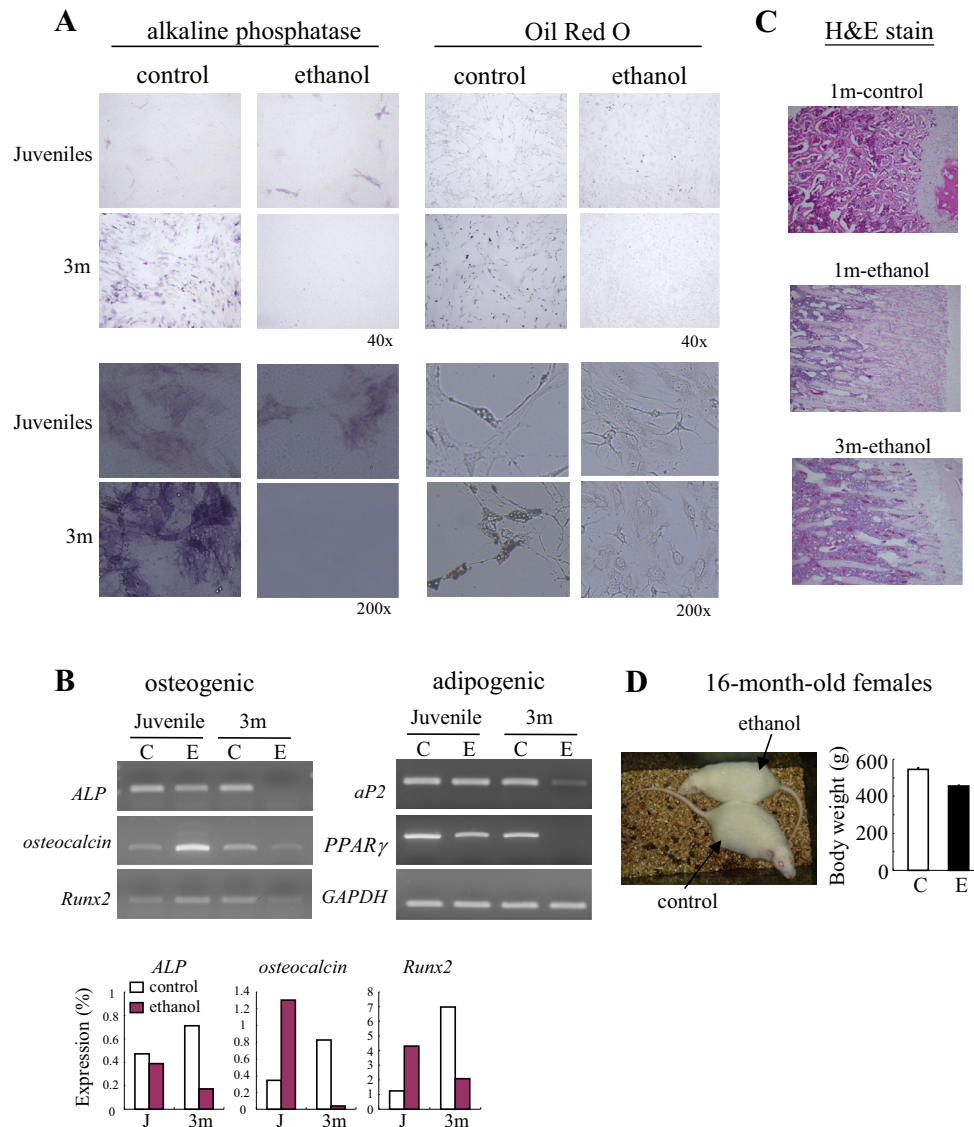 A
alkaline phosphatase
Oil Red O
control
ethanol
control
ethanol
Juveniles
3m
40x
40x
Juveniles
3m
200x
200x
C
H&E stain
1m-control
1m-ethanol
3m-ethanol
B
osteogenic
Juvenile
3m
C
E
C
E
ALP
osteocalcin
Runx2
adipogenic
Juvenile
3m
C
E
C
E
aP2
PPARγ
GAPDH
ALP
control
ethanol
Expression (%)
1
0.8
0.6
0.4
0.2
0
J
3m
osteocalcin
1.4
1.2
1
0.8
0.6
0.4
0.2
0
J
3m
Runx2
8
7
6
5
4
3
2
1
0
J
3m
D
16-month-old females
ethanol
control
Body weight (g)
600
400
200
0
C
E